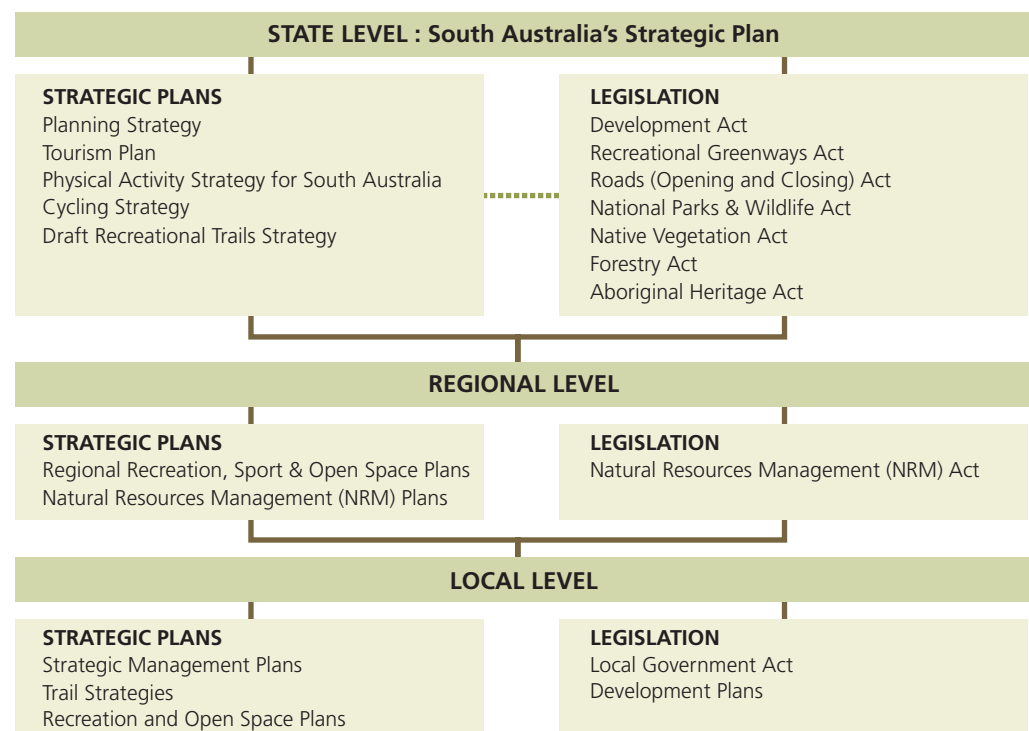 STATE LEVEL : South Australia’s Strategic Plan
STRATEGIC PLANS
Planning Strategy
Tourism Plan
Physical Activity Strategy for South Australia
Cycling Strategy
Draft Recreational Trails Strategy
LEGISLATION
Development Act
Recreational Greenways Act
Roads (Opening and Closing) Act
National Parks & Wildlife Act
Native Vegetation Act
Forestry Act
Aboriginal Heritage Act
REGIONAL LEVEL
STRATEGIC PLANS
Regional Recreation, Sport & Open Space Plans
Natural Resources Management (NRM) Plans
LEGISLATION
Natural Resources Management (NRM) Act
LOCAL LEVEL
STRATEGIC PLANS
Strategic Management Plans
Trail Strategies
Recreation and Open Space Plans
LEGISLATION
Local Government Act
Development Plans